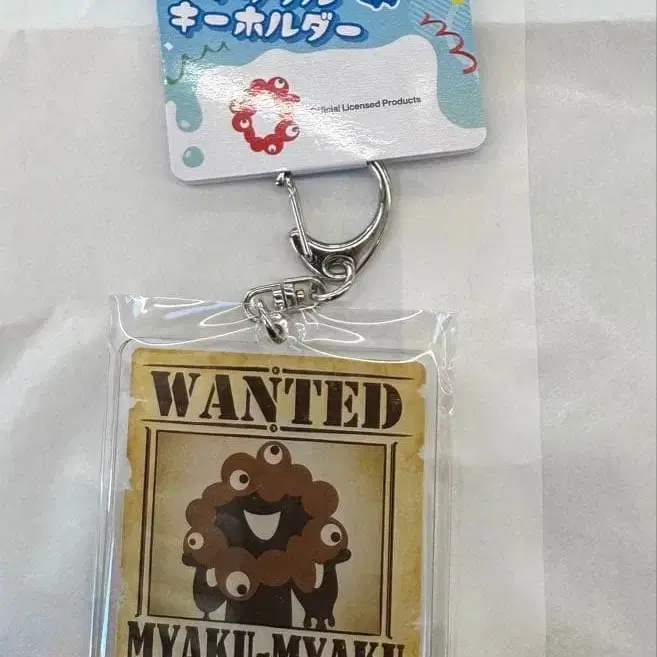 キーホルダー
Official Licensed Products
WANTED
MYAKU-MYAKU